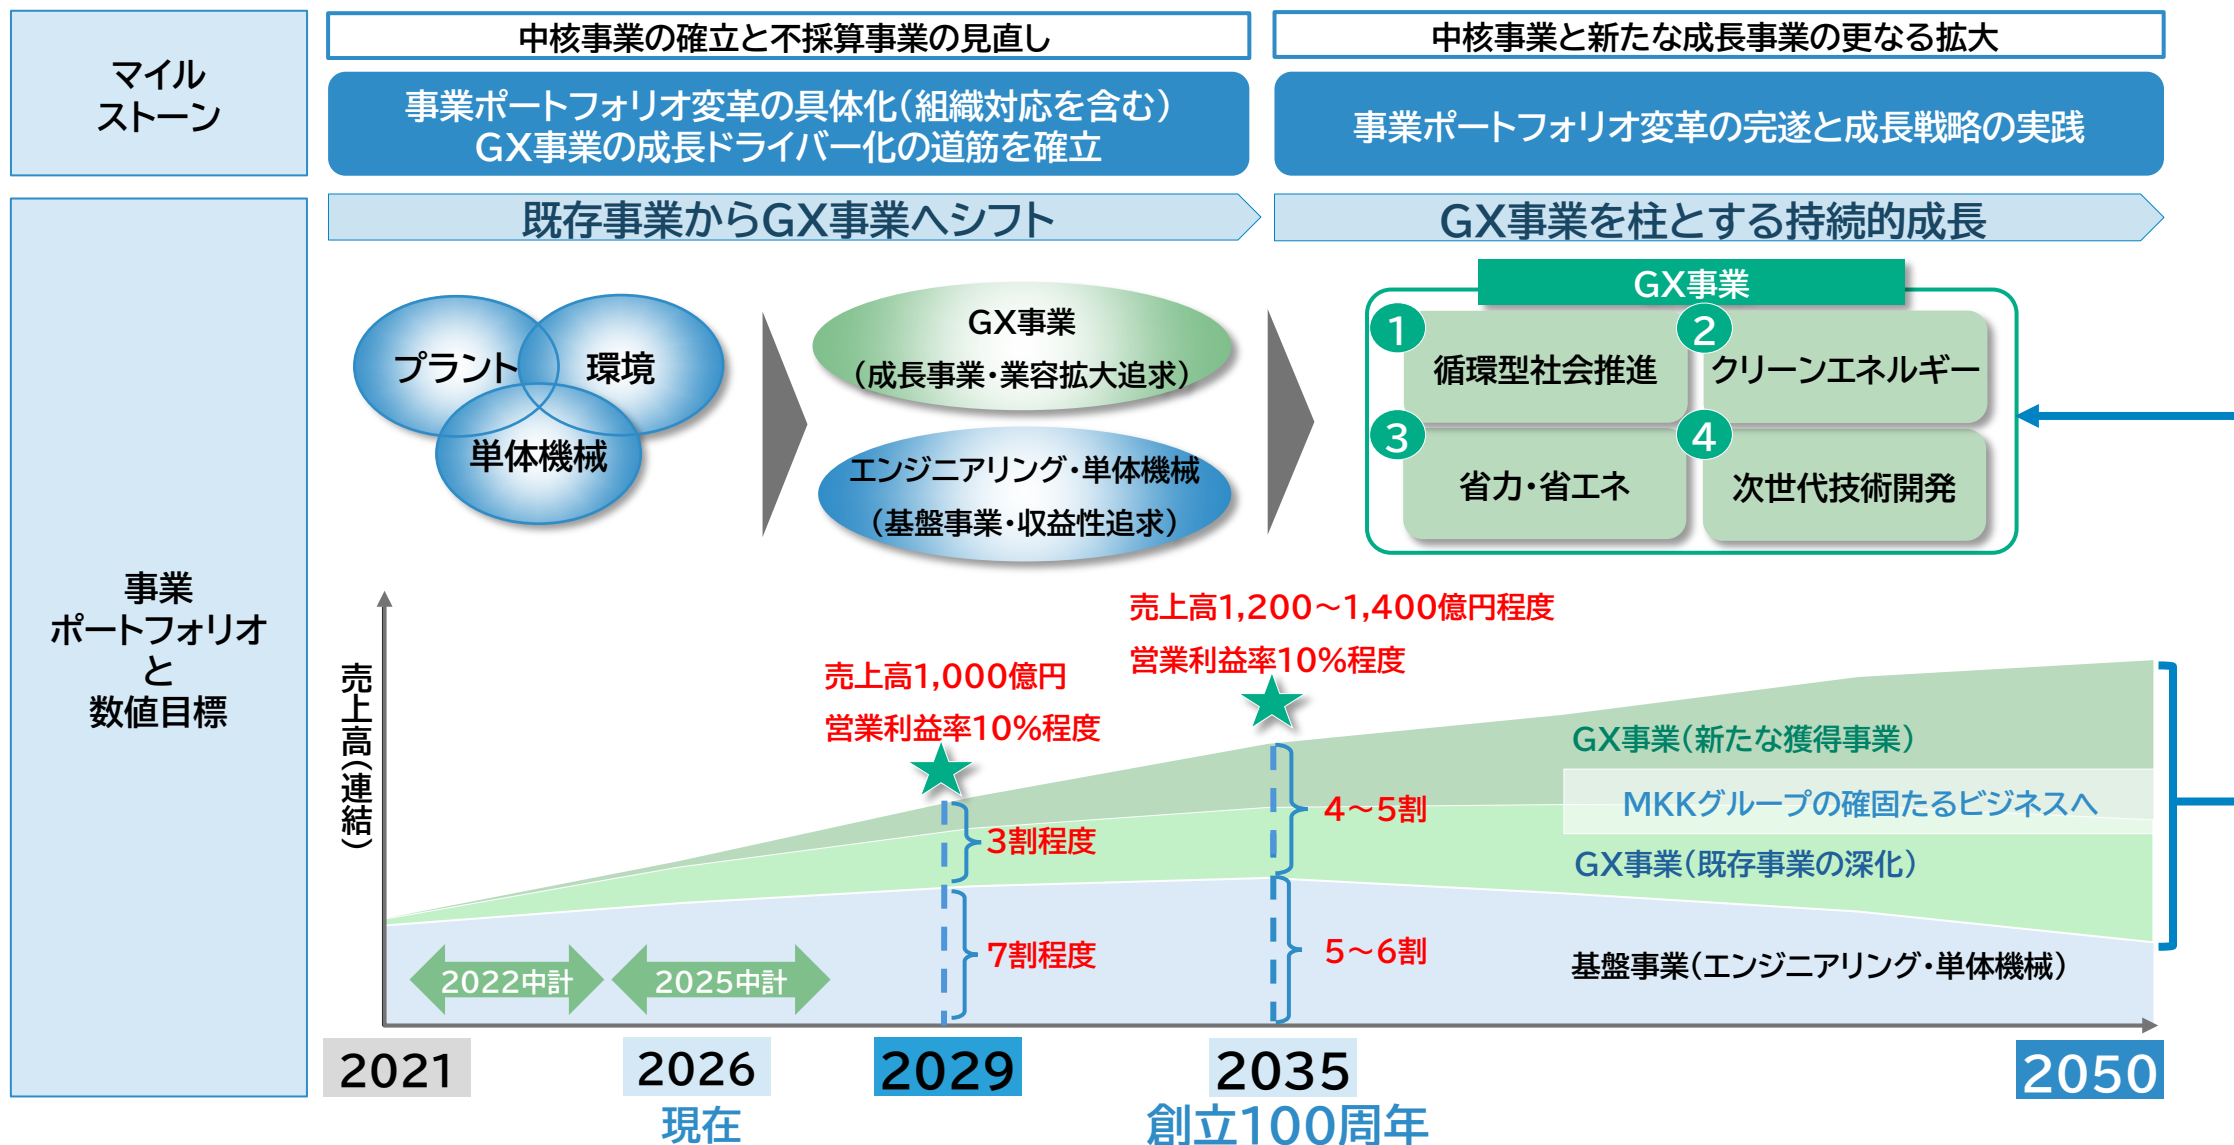 マイル
ストーン
中核事業の確立と不採算事業の見直し
中核事業と新たな成長事業の更なる拡大
事業ポートフォリオ変革の具体化(組織対応を含む)
GX事業の成長ドライバー化の道筋を確立
事業ポートフォリオ変革の完遂と成長戦略の実践
事業
ポートフォリオ
と
数値目標
既存事業からGX事業へシフト
GX事業を柱とする持続的成長
プラント
環境
単体機械
GX事業
(成長事業・業容拡大追求)
エンジニアリング・単体機械
(基盤事業・収益性追求)
GX事業
1
循環型社会推進
2
クリーンエネルギー
3
省力・省エネ
4
次世代技術開発
売上高(連結)
売上高1,000億円
営業利益率10%程度
売上高1,200~1,400億円程度
営業利益率10%程度
3割程度
7割程度
4~5割
5~6割
GX事業(新たな獲得事業)
MKKグループの確固たるビジネスへ
GX事業(既存事業の深化)
基盤事業(エンジニアリング・単体機械)
2022中計
2025中計
2021
2026
現在
2029
2035
創立100周年
2050